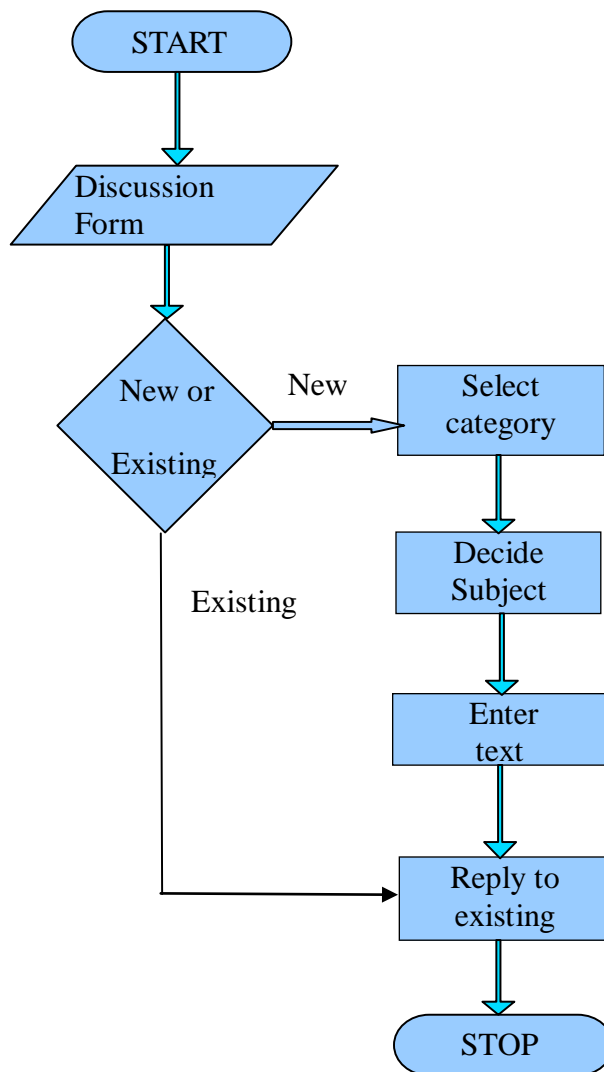 START
Discussion
Form
New or
Existing
New
Select
category
Existing
Decide
Subject
Enter
text
Reply to
existing
STOP